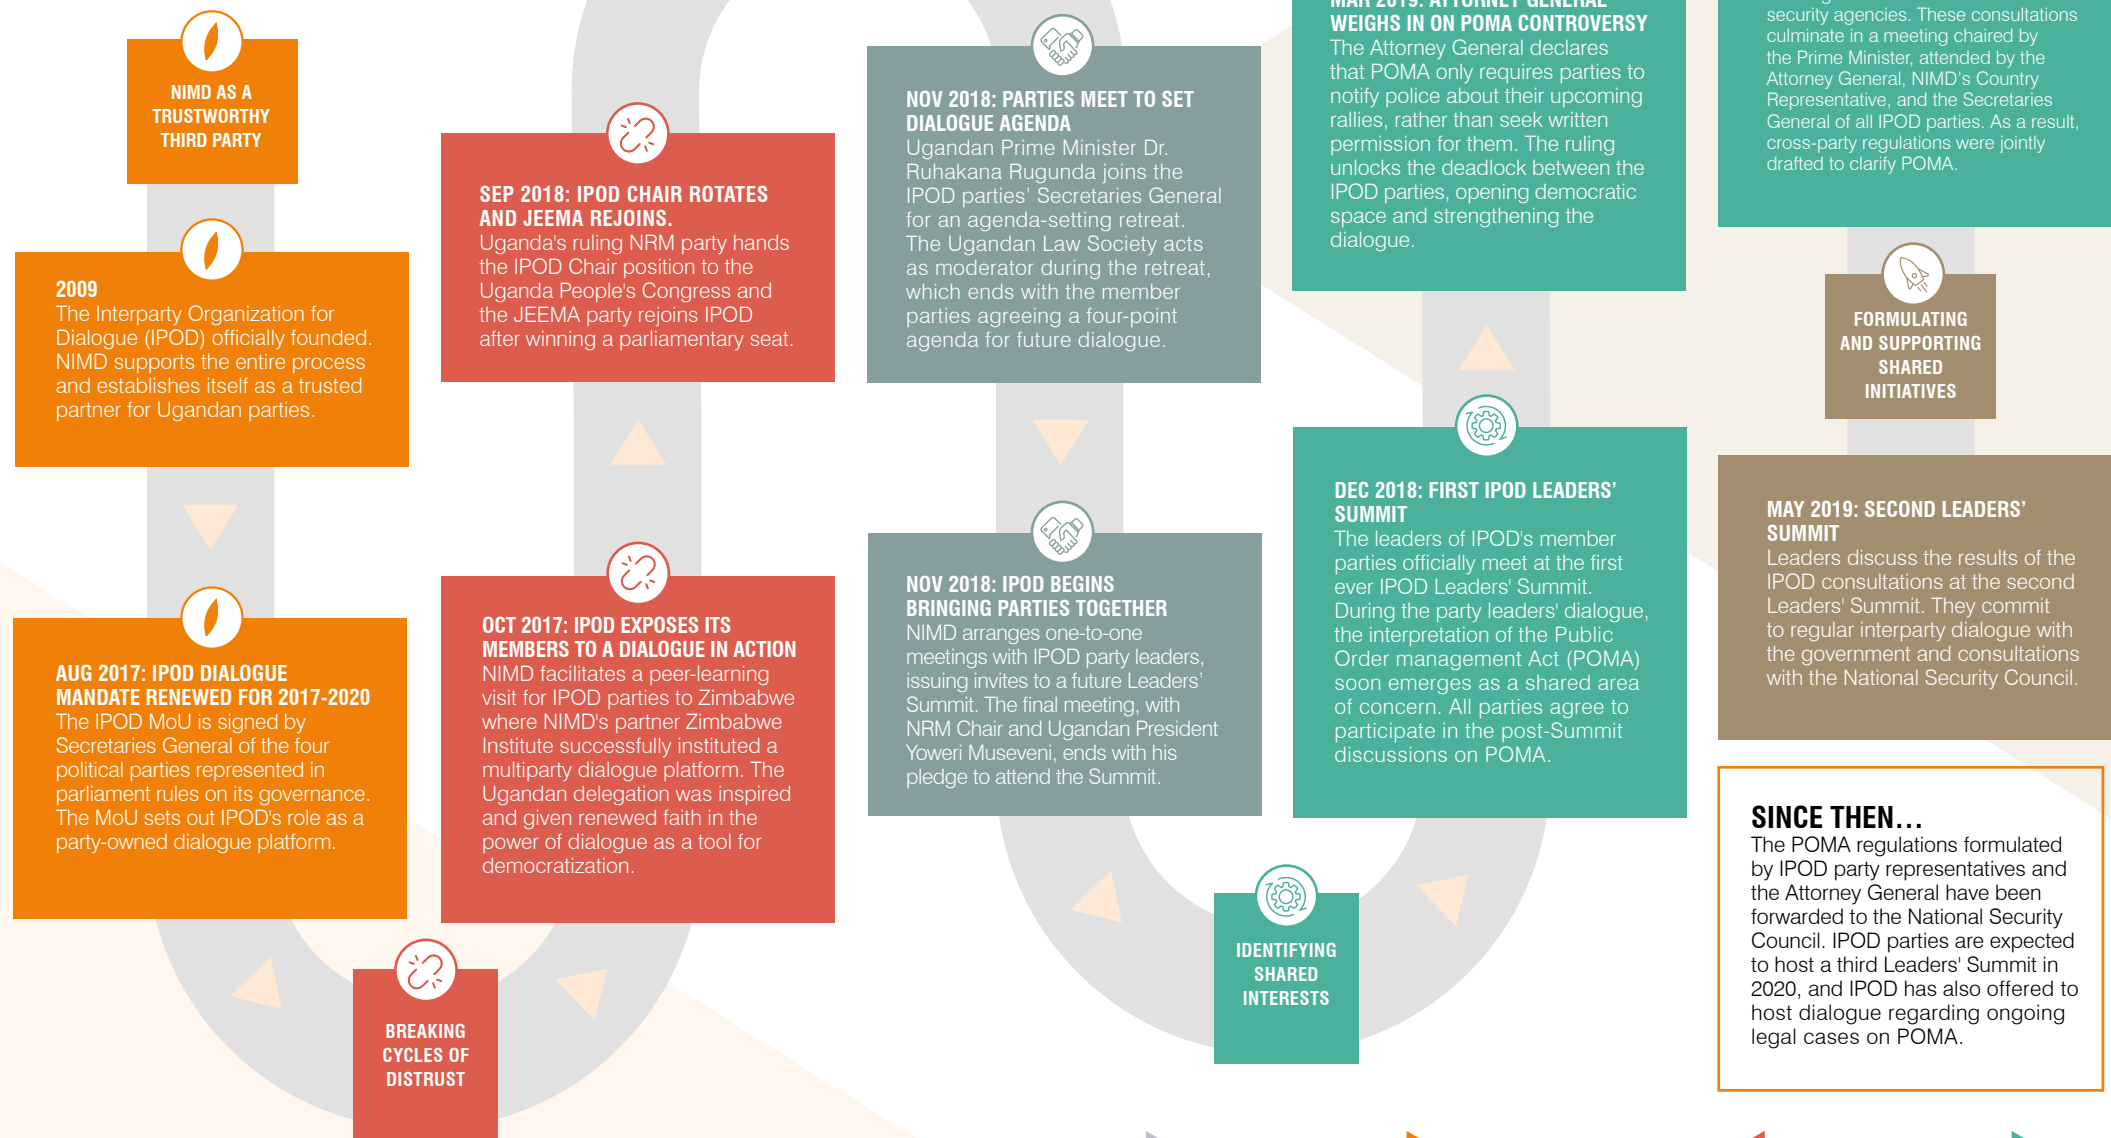 NIMD AS A
TRUSTWORTHY
THIRD PARTY
2009
The Interparty Organization for
Dialogue (IPOD) officially founded.
NIMD supports the entire process
and establishes itself as a trusted
partner for Ugandan parties.
AUG 2017: IPOD DIALOGUE
MANDATE RENEWED FOR 2017-2020
The IPOD MoU is signed by
Secretaries General of the four
political parties represented in
parliament rules on its governance.
The MoU sets out IPOD's role as a
party-owned dialogue platform.
BREAKING
CYCLES OF
DISTRUST
OCT 2017: IPOD EXPOSES ITS
MEMBERS TO A DIALOGUE IN ACTION
NIMD facilitates a peer-learning
visit for IPOD parties to Zimbabwe
where NIMD's partner Zimbabwe
Institute successfully instituted a
multiparty dialogue platform. The
Ugandan delegation was inspired
and given renewed faith in the
power of dialogue as a tool for
democratization.
SEP 2018: IPOD CHAIR ROTATES
AND JEEMA REJOINS.
Uganda's ruling NRM party hands
the IPOD Chair position to the
Uganda People's Congress and
the JEEMA party rejoins IPOD
after winning a parliamentary seat.
NOV 2018: PARTIES MEET TO SET
DIALOGUE AGENDA
Ugandan Prime Minister Dr.
Ruhakana Rugunda joins the
IPOD parties’ Secretaries General
for an agenda-setting retreat.
The Ugandan Law Society acts
as moderator during the retreat,
which ends with the member
parties agreeing a four-point
agenda for future dialogue.
NOV 2018: IPOD BEGINS
BRINGING PARTIES TOGETHER
NIMD arranges one-to-one
meetings with IPOD party leaders,
issuing invites to a future Leaders’
Summit. The final meeting, with
NRM Chair and Ugandan President
Yoweri Museveni, ends with his
pledge to attend the Summit.
IDENTIFYING
SHARED
INTERESTS
DEC 2018: FIRST IPOD LEADERS’
SUMMIT
The leaders of IPOD's member
parties officially meet at the first
ever IPOD Leaders' Summit.
During the party leaders' dialogue,
the interpretation of the Public
Order management Act (POMA)
soon emerges as a shared area
of concern. All parties agree to
participate in the post-Summit
discussions on POMA.
MAR 2019: ATTORNEY GENERAL
WEIGHS IN ON POMA CONTROVERSY
The Attorney General declares
that POMA only requires parties to
notify police about their upcoming
rallies, rather than seek written
permission for them. The ruling
unlocks the deadlock between the
IPOD parties, opening democratic
space and strengthening the
dialogue.
security agencies. These consultations
culminate in a meeting chaired by
the Prime Minister, attended by the
Attorney General, NIMD’s Country
Representative, and the Secretaries
General of all IPOD parties. As a result,
cross-party regulations were jointly
drafted to clarify POMA.
FORMULATING
AND SUPPORTING
SHARED
INITIATIVES
MAY 2019: SECOND LEADERS’
SUMMIT
Leaders discuss the results of the
IPOD consultations at the second
Leaders' Summit. They commit
to regular interparty dialogue with
the government and consultations
with the National Security Council.
SINCE THEN...
The POMA regulations formulated
by IPOD party representatives and
the Attorney General have been
forwarded to the National Security
Council. IPOD parties are expected
to host a third Leaders' Summit in
2020, and IPOD has also offered to
host dialogue regarding ongoing
legal cases on POMA.